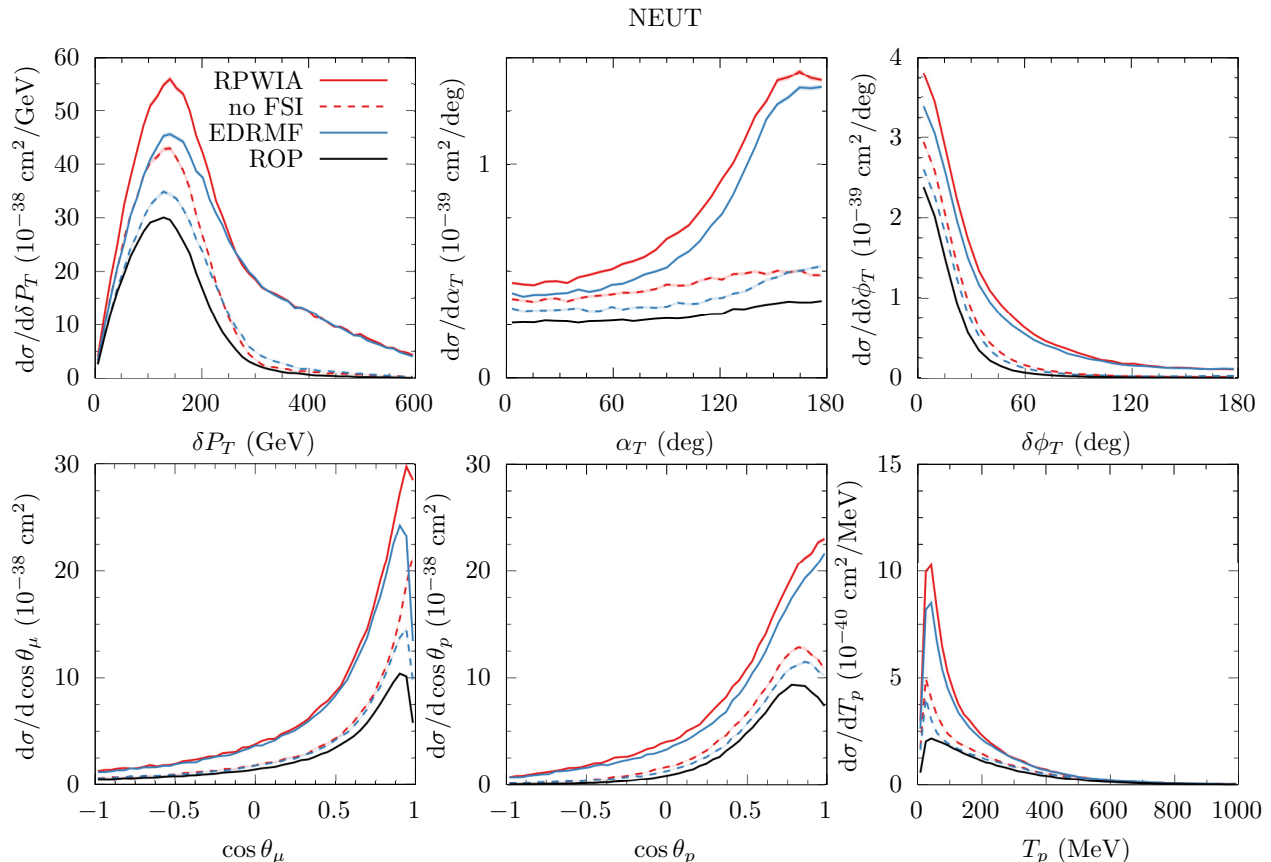 NEUT
dσ/dδP_T (10^−38 cm^2/GeV)
60
50
40
30
20
10
0
RPWIA
no FSI
EDRMF
ROP
0 200 400 600
δP_T (GeV)
dσ/dα_T (10^−39 cm^2/deg)
1
0
0 60 120 180
α_T (deg)
dσ/dδϕ_T (10^−39 cm^2/deg)
4
3
2
1
0
0 60 120 180
δϕ_T (deg)
dσ/d cos θ_μ (10^−38 cm^2)
30
20
10
0
−1 −0.5 0 0.5 1
cos θ_μ
dσ/d cos θ_p (10^−38 cm^2)
30
20
10
0
−1 −0.5 0 0.5 1
cos θ_p
dσ/dT_p (10^−40 cm^2/MeV)
15
10
5
0
0 200 400 600 800 1000
T_p (MeV)